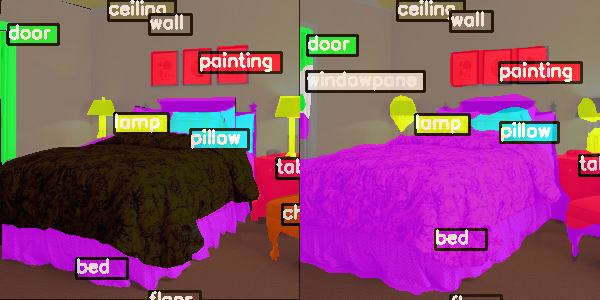 ceiling
wall
door
painting
lamp
pillow
bed
ceiling
wall
door
painting
windowpane
lamp
pillow
bed